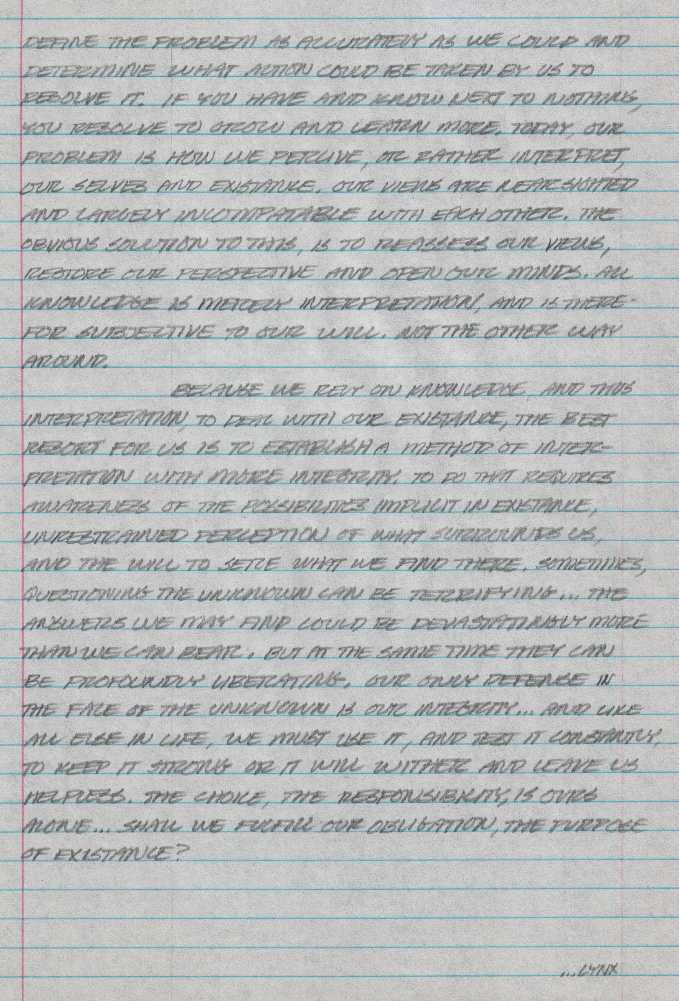 DEFINE THE PROBLEM AS ACCURATELY AS WE COULD AND
DETERMINE WHAT ACTION COULD BE TAKEN BY US TO
RESOLVE IT. IF YOU HAVE AND KNOW NEXT TO NOTHING,
YOU RESOLVE TO GROW AND LEARN MORE. TODAY, OUR
PROBLEM IS HOW WE PERCIVE, OR RATHER INTERPRET,
OUR SELVES AND EXISTANCE. OUR VIEWS ARE NEARSIGHTED
AND LARGELY INCOMPATABLE WITH EACH OTHER. THE
OBVIOUS SOLUTION TO THIS, IS TO REASSESS OUR VIEWS,
RESTORE OUR PERSPECTIVE AND OPEN OUR MINDS. ALL
KNOWLEDGE IS MERELY INTERPRETATION, AND IS THERE-
FOR SUBJECTIVE TO OUR WILL. NOT THE OTHER WAY
AROUND.
BECAUSE WE RELY ON KNOWLEDGE, AND THUS
INTERPRETATION, TO DEAL WITH OUR EXISTANCE, THE BEST
RESORT FOR US IS TO ESTABLISH A METHOD OF INTER-
PRETATION WITH MORE INTEGRITY. TO DO THAT REQUIRES
AWARENESS OF THE POSSIBILITIES IMPLICIT IN EXISTANCE,
UNRESTRAINED PERCEPTION OF WHAT SURROUNDS US,
AND THE WILL TO SETTLE WHAT WE FIND THERE. SOMETIMES,
QUESTIONING THE UNKNOWN CAN BE TERRIFYING... THE
ANSWERS WE MAY FIND COULD BE DEVASTATINGLY MORE
THAN WE CAN BEAR. BUT AT THE SAME TIME THEY CAN
BE PROFOUNDLY LIBERATING. OUR ONLY DEFENSE IN
THE FACE OF THE UNKNOWN IS OUR INTEGRITY... AND LIKE
ALL ELSE IN LIFE, WE MUST USE IT, AND TEST IT CONSTANTLY,
TO KEEP IT STRONG OR IT WILL WITHER AND LEAVE US
HELPLESS. THE CHOICE, THE RESPONSIBILITY, IS OURS
ALONE... SHALL WE FULFILL OUR OBLIGATION, THE PURPOSE
OF EXISTANCE?
...LYNX